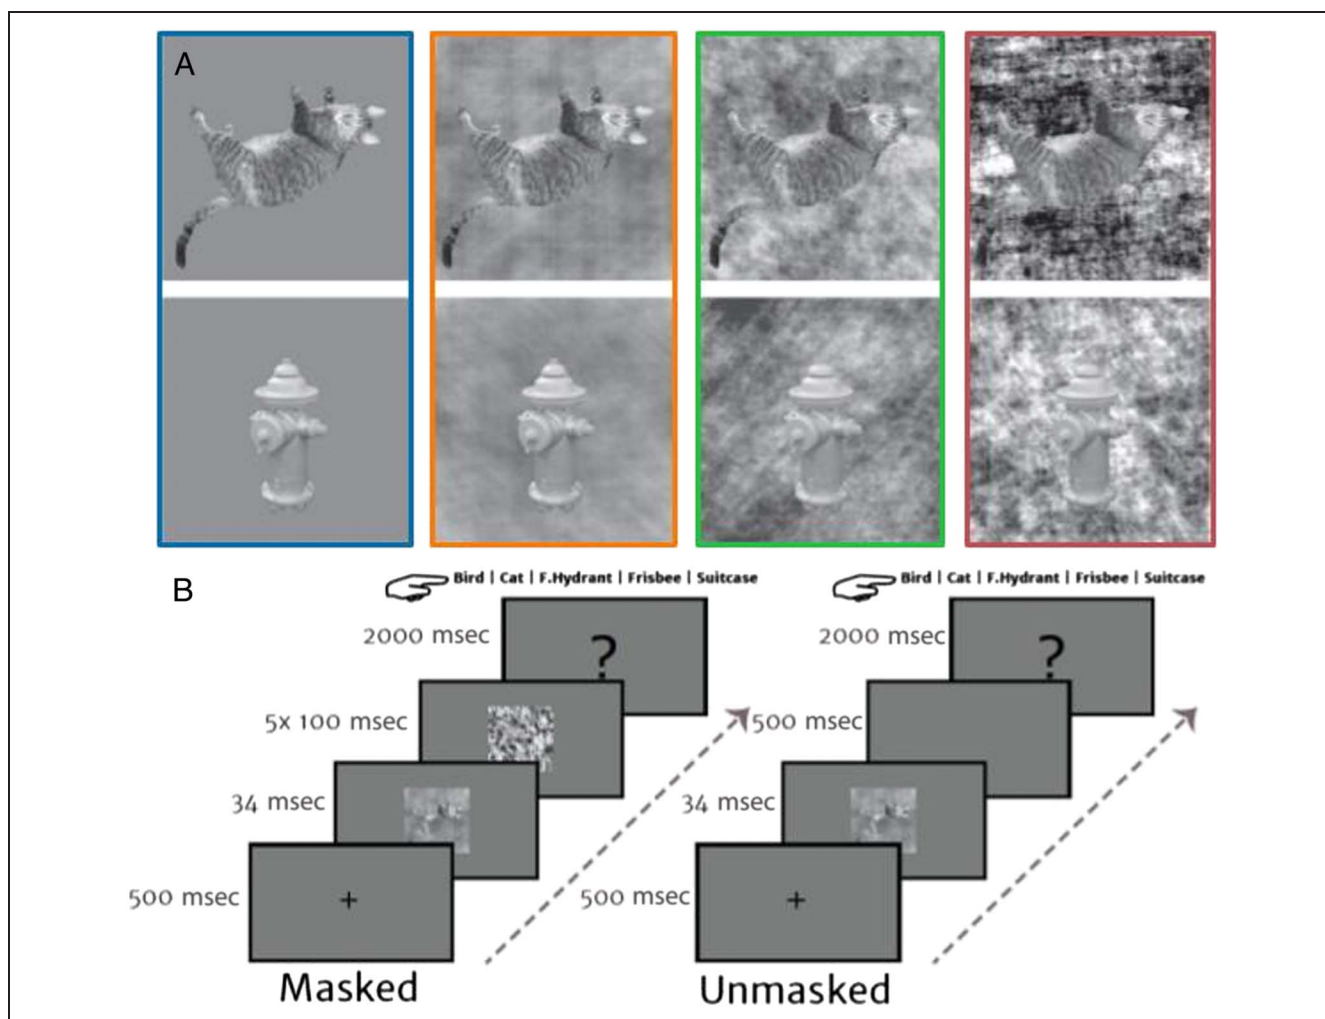 A
B
Bird | Cat | F.Hydrant | Frisbee | Suitcase
2000 msec
?
5x 100 msec
34 msec
500 msec
+
Masked
Bird | Cat | F.Hydrant | Frisbee | Suitcase
2000 msec
?
500 msec
34 msec
500 msec
+
Unmasked